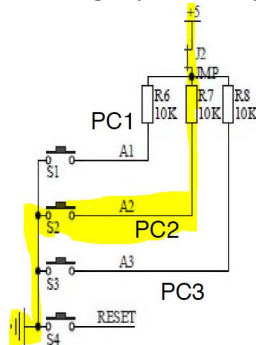 +5
J2
JMP
R6 R7 R8
10K 10K 10K
PC1
A1
S1
A2
S2
PC2
A3
S3
PC3
RESET
S4